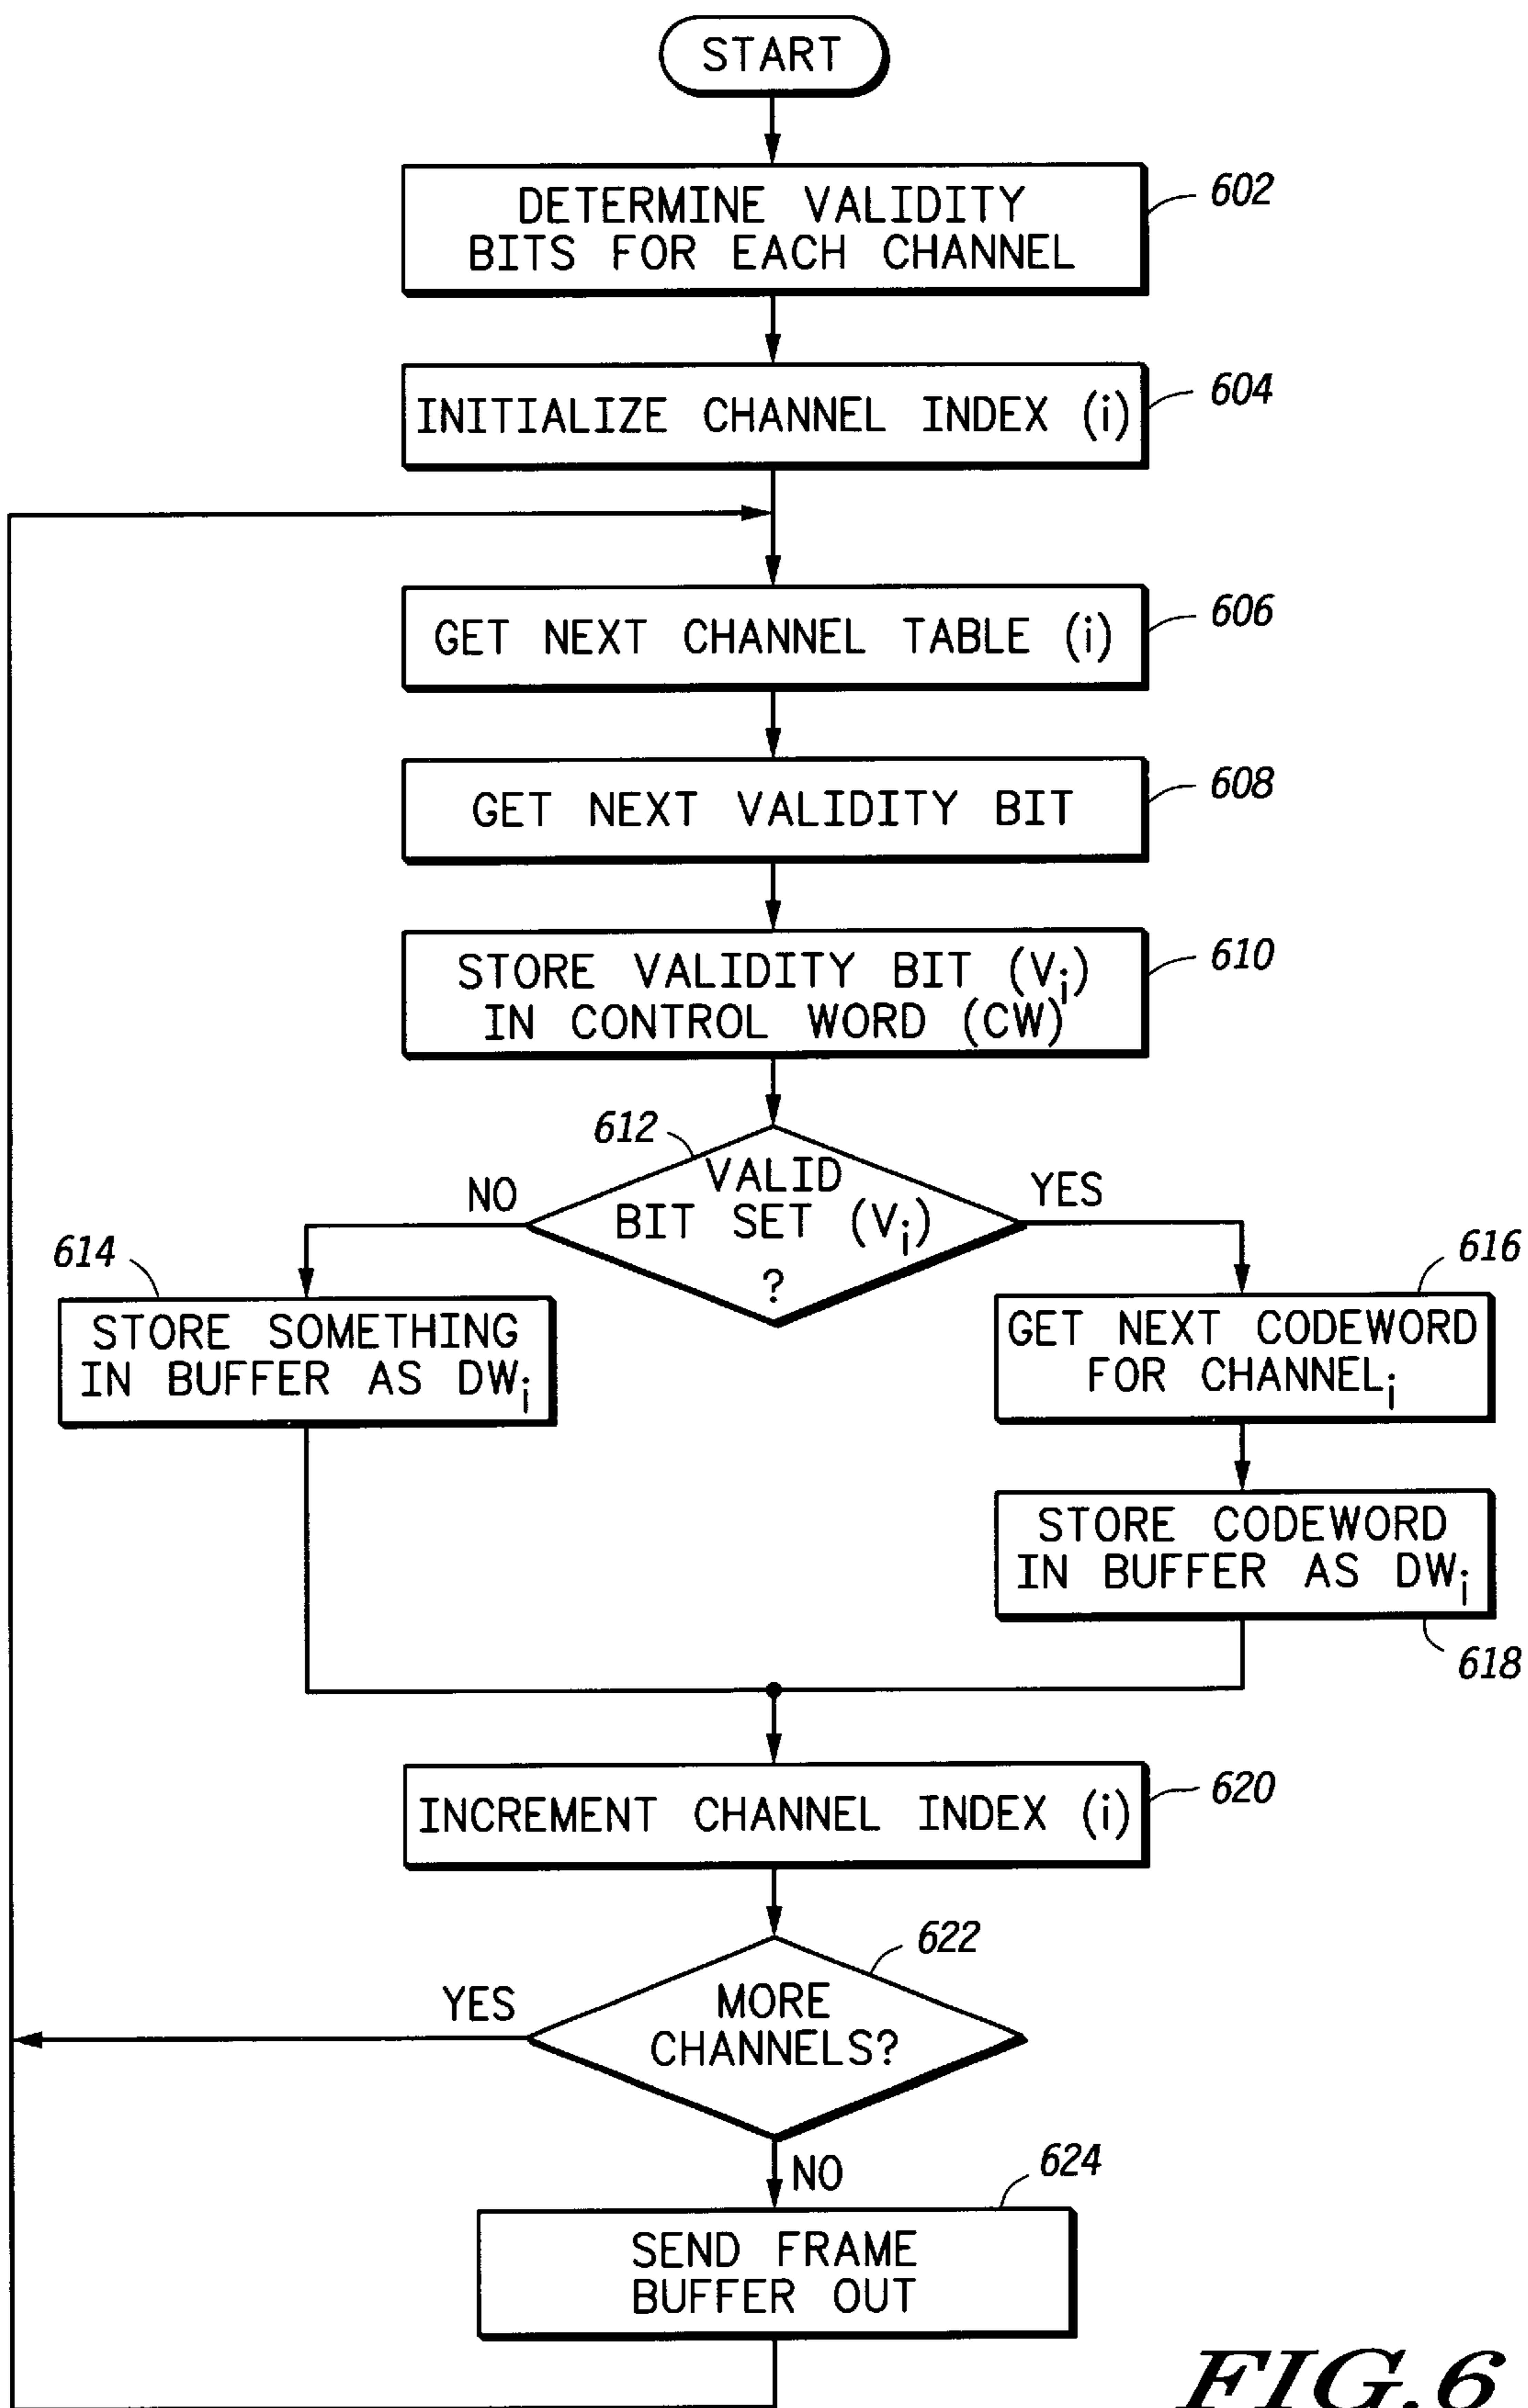 START
DETERMINE VALIDITY
BITS FOR EACH CHANNEL
602
INITIALIZE CHANNEL INDEX (i)
604
GET NEXT CHANNEL TABLE (i)
606
GET NEXT VALIDITY BIT
608
STORE VALIDITY BIT (Vi)
IN CONTROL WORD (CW)
610
612
VALID
BIT SET (Vi)
?
NO
YES
614
STORE SOMETHING
IN BUFFER AS DWi
616
GET NEXT CODEWORD
FOR CHANNELi
STORE CODEWORD
IN BUFFER AS DWi
618
INCREMENT CHANNEL INDEX (i)
620
622
MORE
CHANNELS?
YES
NO
624
SEND FRAME
BUFFER OUT
FIG.6